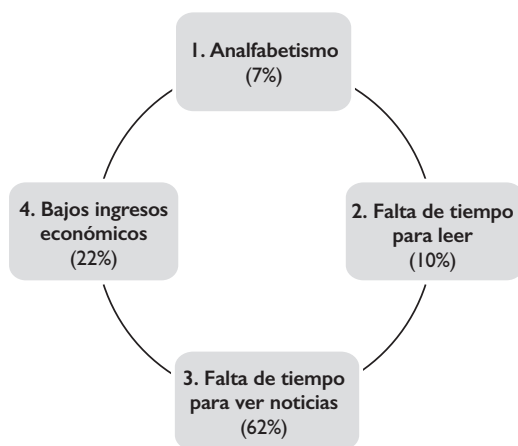 1. Analfabetismo
(7%)
2. Falta de tiempo
para leer
(10%)
3. Falta de tiempo
para ver noticias
(62%)
4. Bajos ingresos
económicos
(22%)